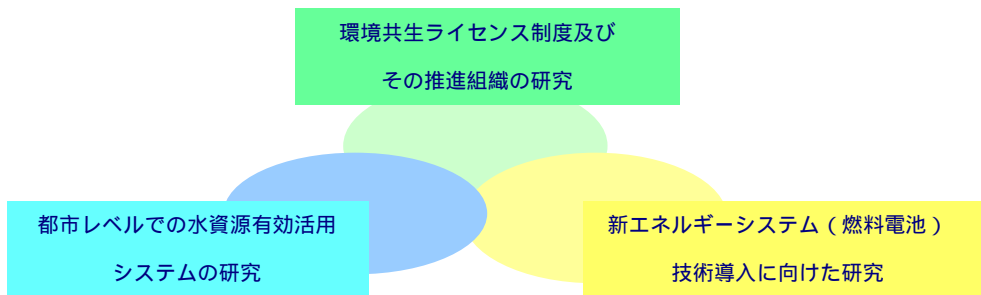 環境共生ライセンス制度及び
その推進組織の研究
都市レベルでの水資源有効活用
システムの研究
新エネルギーシステム(燃料電池)
技術導入に向けた研究